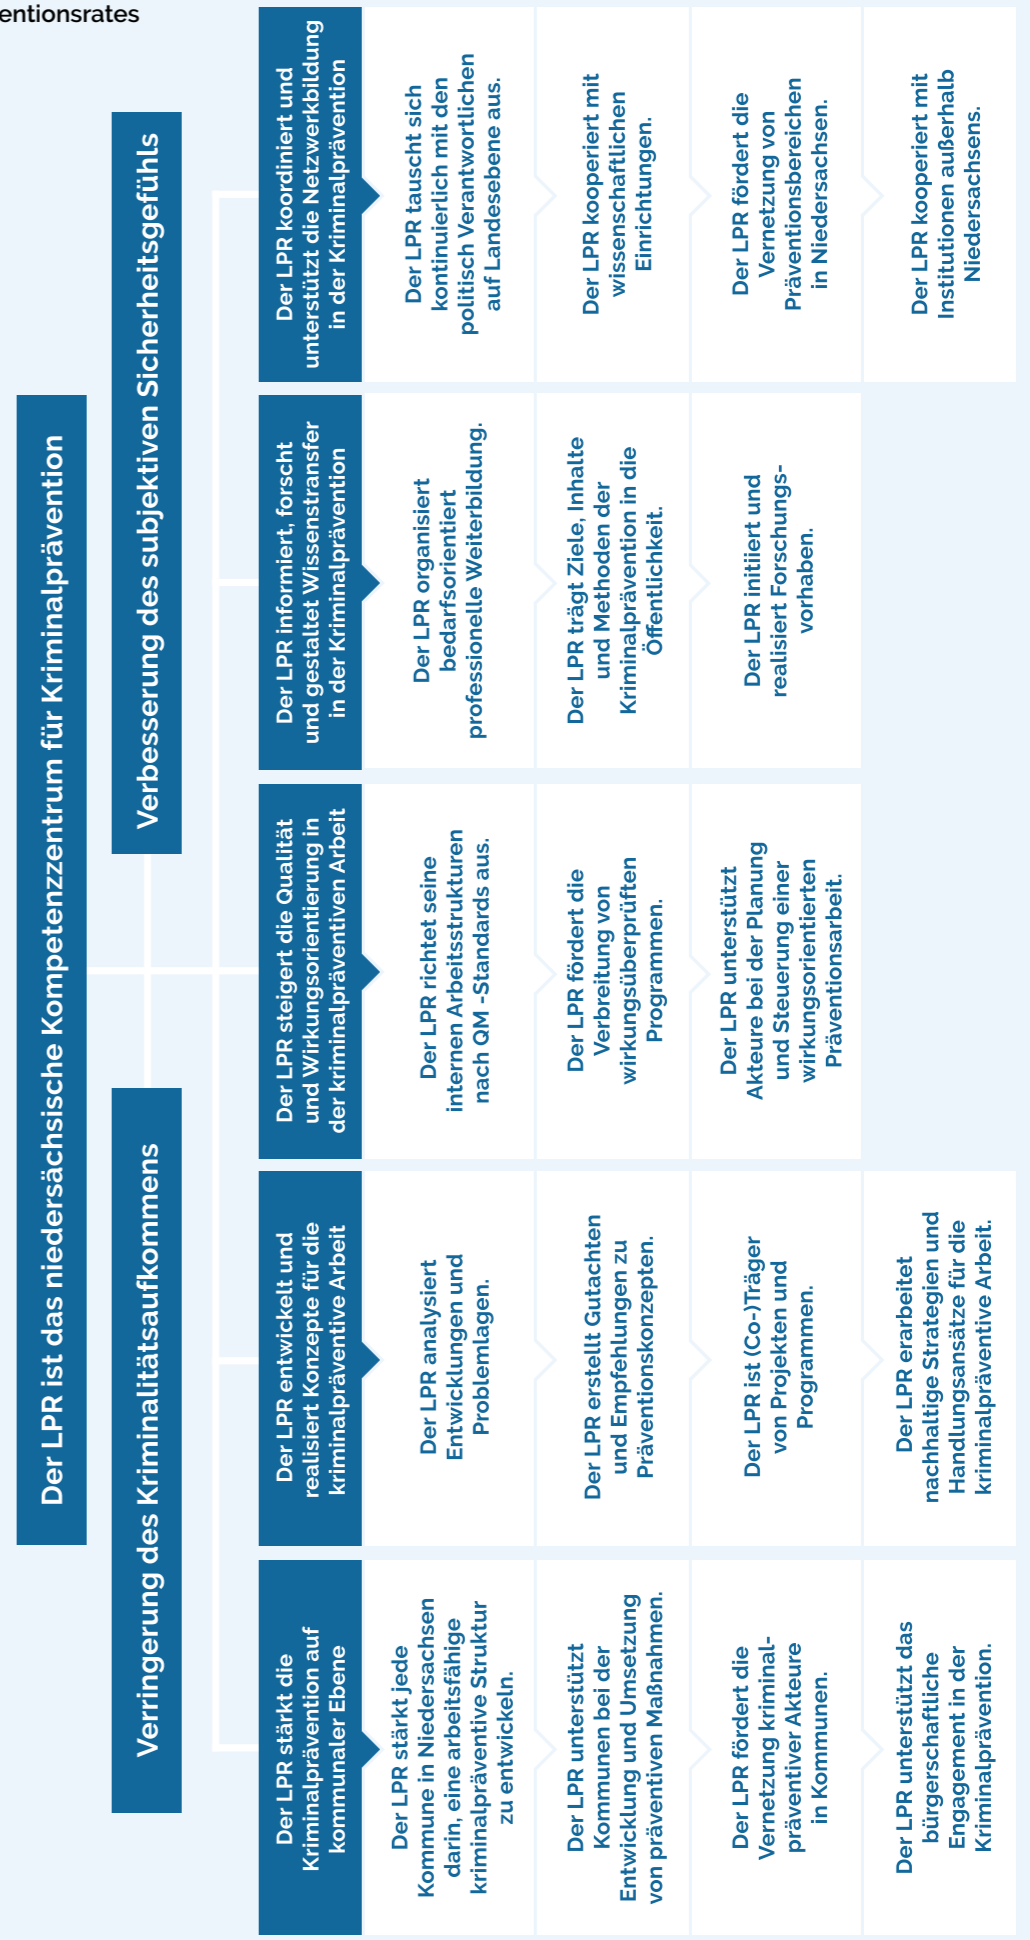 entionsrates
Der LPR ist das niedersächsische Kompetenzzentrum für Kriminalprävention
Verringerung des Kriminalitätsaufkommens
Verbesserung des subjektiven Sicherheitsgefühls
Der LPR stärkt die
Kriminalprävention auf
kommunaler Ebene
Der LPR stärkt jede
Kommune in Niedersachsen
darin, eine arbeitsfähige
kriminalpräventive Struktur
zu entwickeln.
Der LPR unterstützt
Kommunen bei der
Entwicklung und Umsetzung
von präventiven Maßnahmen.
Der LPR fördert die
Vernetzung kriminal-
präventiver Akteure
in Kommunen.
Der LPR unterstützt das
bürgerschaftliche
Engagement in der
Kriminalprävention.
Der LPR entwickelt und
realisiert Konzepte für die
kriminalpräventive Arbeit
Der LPR analysiert
Entwicklungen und
Problemlagen.
Der LPR erstellt Gutachten
und Empfehlungen zu
Präventionskonzepten.
Der LPR ist (Co-)Träger
von Projekten und
Programmen.
Der LPR erarbeitet
nachhaltige Strategien und
Handlungsansätze für die
kriminalpräventive Arbeit.
Der LPR steigert die Qualität
und Wirkungsorientierung in
der kriminalpräventiven Arbeit
Der LPR richtet seine
internen Arbeitsstrukturen
nach QM -Standards aus.
Der LPR fördert die
Verbreitung von
wirkungsüberprüften
Programmen.
Der LPR unterstützt
Akteure bei der Planung
und Steuerung einer
wirkungsorientierten
Präventionsarbeit.
Der LPR informiert, forscht
und gestaltet Wissenstransfer
in der Kriminalprävention
Der LPR organisiert
bedarfsorientiert
professionelle Weiterbildung.
Der LPR trägt Ziele, Inhalte
und Methoden der
Kriminalprävention in die
Öffentlichkeit.
Der LPR initiiert und
realisiert Forschungs-
vorhaben.
Der LPR koordiniert und
unterstützt die Netzwerkbildung
in der Kriminalprävention
Der LPR tauscht sich
kontinuierlich mit den
politisch Verantwortlichen
auf Landesebene aus.
Der LPR kooperiert mit
wissenschaftlichen
Einrichtungen.
Der LPR fördert die
Vernetzung von
Präventionsbereichen
in Niedersachsen.
Der LPR kooperiert mit
Institutionen außerhalb
Niedersachsens.